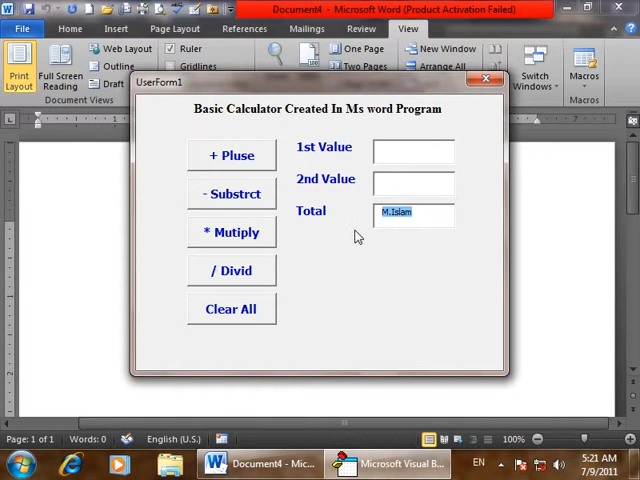 Document4 - Microsoft Word (Product Activation Failed)
File Home Insert Page Layout References Mailings Review View
Print Layout
Full Screen Reading
Web Layout
Outline
Draft
Document Views
Ruler
Gridlines
One Page
Two Pages
New Window
Arrange All
Switch Windows
Macros
Macros
UserForm1
Basic Calculator Created In Ms word Program
+ Pluse
1st Value
- Substrct
2nd Value
Total
M.Islam
* Mutiply
/ Divid
Clear All
Page: 1 of 1
Words: 0
English (U.S.)
100%
Document4 - Mic...
Microsoft Visual B...
EN
5:21 AM
7/9/2011